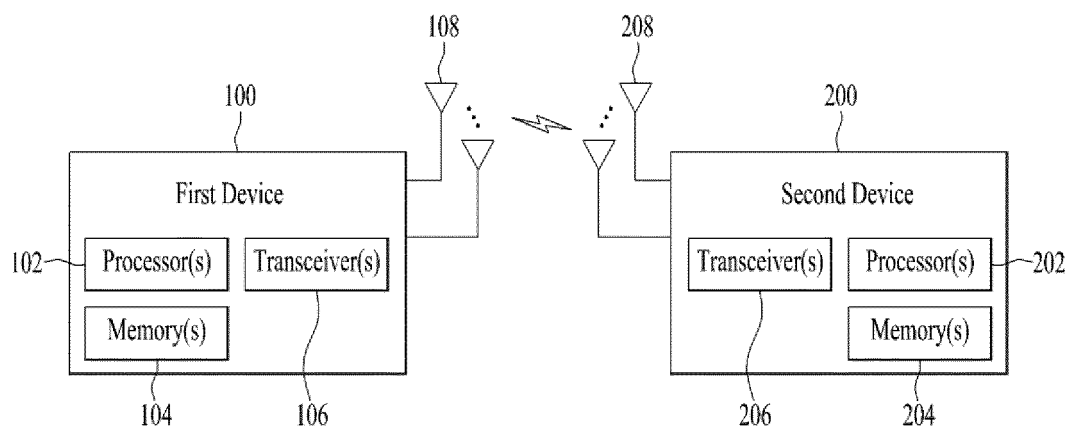 108
208
100
200
First Device
Second Device
102
Processor(s)
Transceiver(s)
Transceiver(s)
Processor(s)
202
Memory(s)
Memory(s)
104
106
206
204